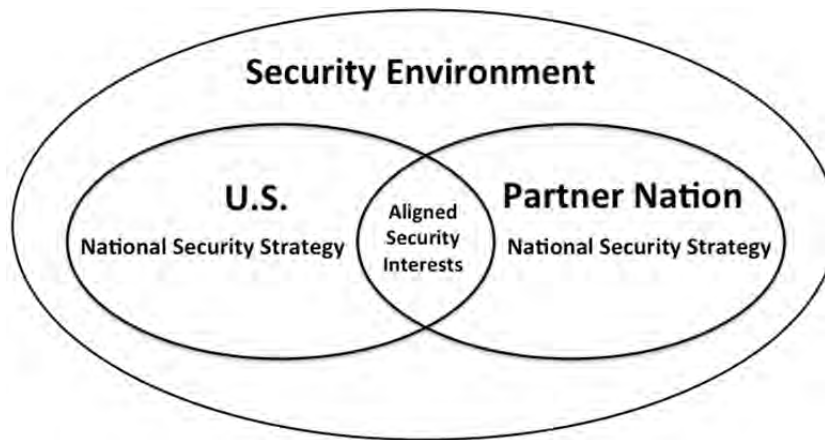 Security Environment
U.S.
National Security Strategy
Aligned
Security
Interests
Partner Nation
National Security Strategy